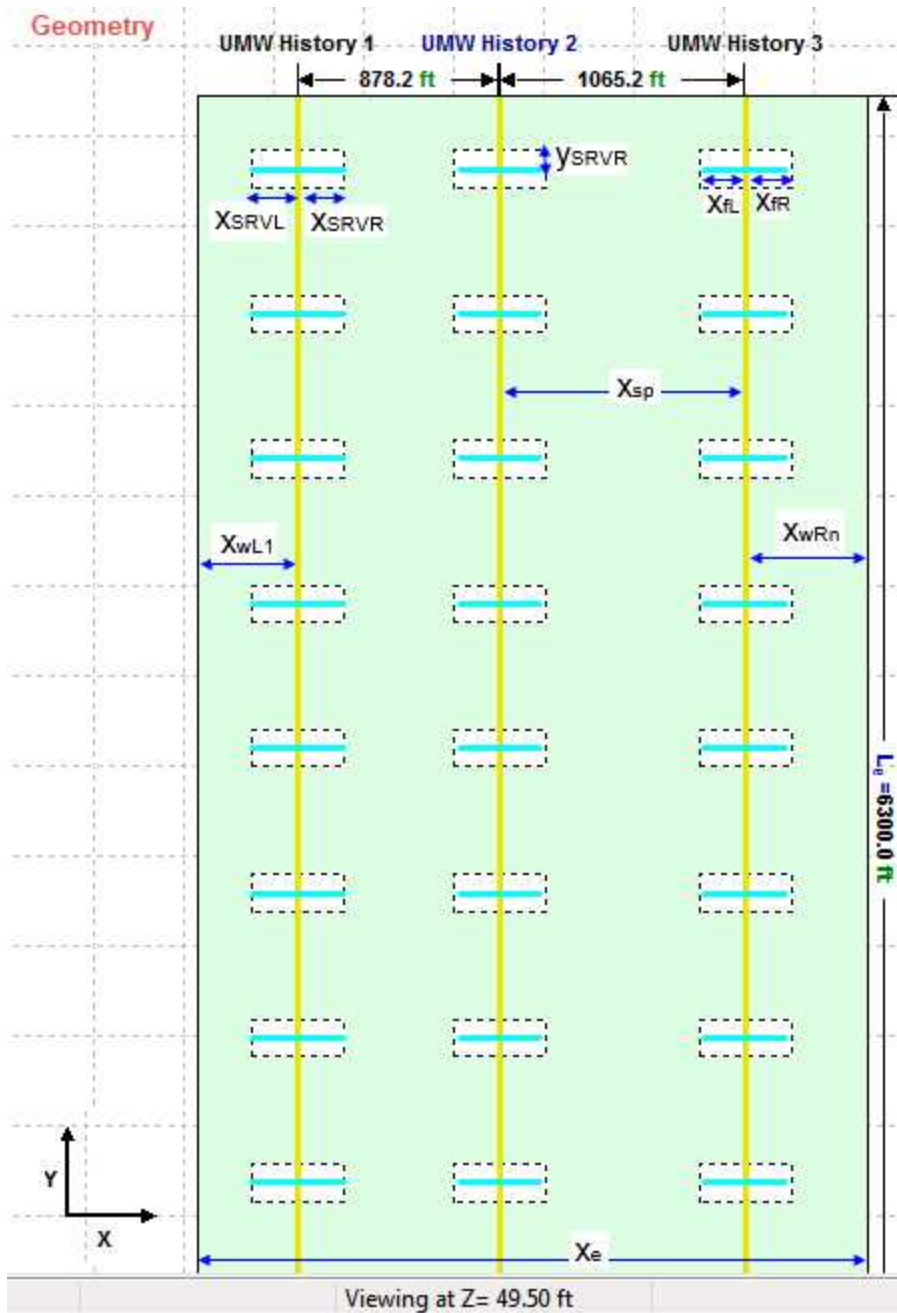 Geometry
UMW History 1 UMW History 2 UMW History 3
878.2 ft 1065.2 ft
ySRVR
XSRVL XSRVR
XfL XfR
Xsp
XwL1
XwRn
Le =6300.0 ft
Y
X
Xe
Viewing at Z= 49.50 ft